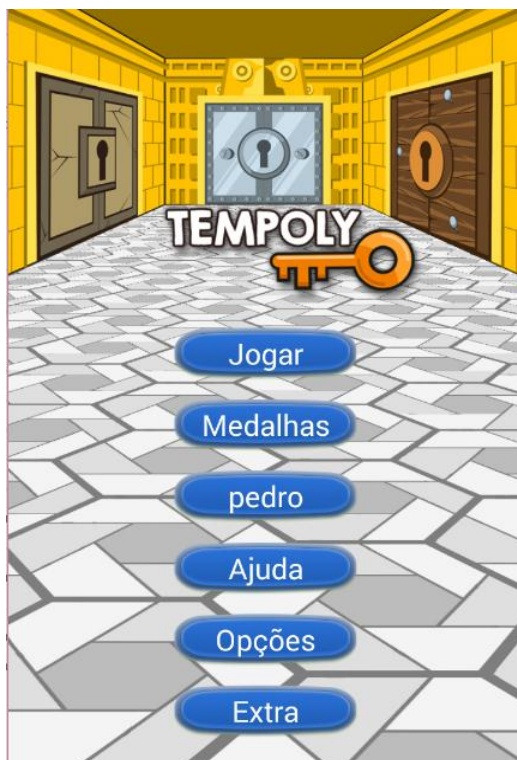 TEMPOLY
Jogar
Medalhas
pedro
Ajuda
Opções
Extra